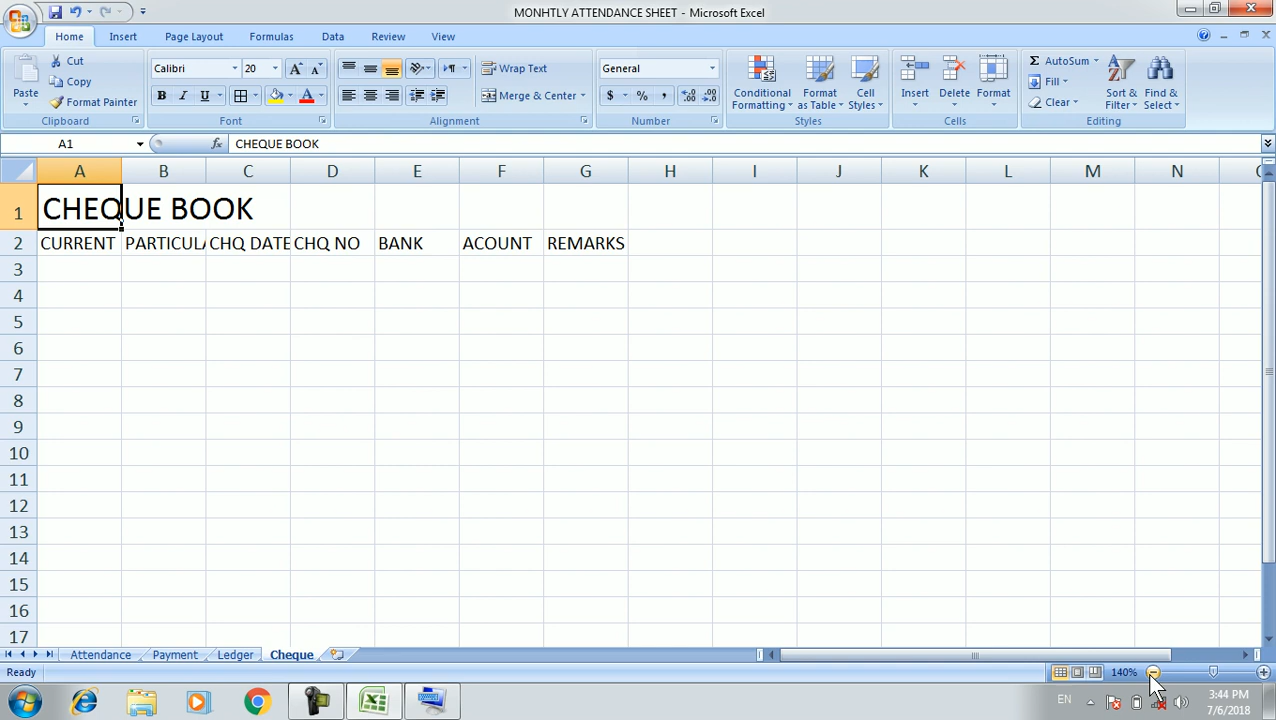 MONHTLY ATTENDANCE SHEET - Microsoft Excel
Home Insert Page Layout Formulas Data Review View
Paste
Cut
Copy
Format Painter
Clipboard
Calibri 20
B I U
Font
Wrap Text
Merge & Center
Alignment
General
$ % ,
Number
Conditional Formatting
Format as Table
Cell Styles
Styles
Insert Delete Format
Cells
Σ AutoSum
Fill
Clear
Sort & Filter
Find & Select
Editing
A1 fx CHEQUE BOOK
A B C D E F G H I J K L M N
1 CHEQUE BOOK
2 CURRENT PARTICULA CHQ DATE CHQ NO BANK ACOUNT REMARKS
3
4
5
6
7
8
9
10
11
12
13
14
15
16
17
Attendance Payment Ledger Cheque
Ready 140%
EN 3:44 PM
7/6/2018